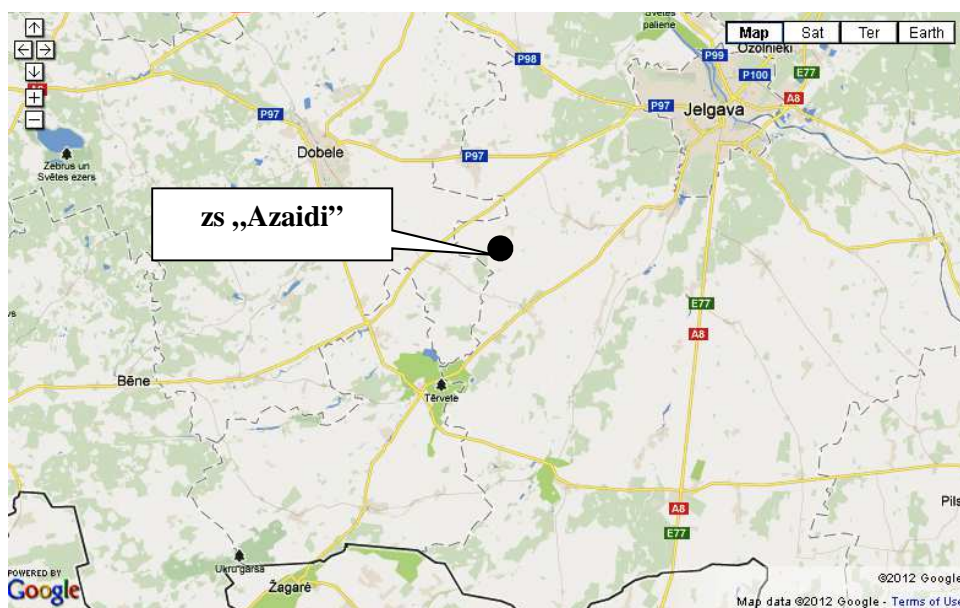 Svētes
paliene
Map
Sat
Ter
Earth
Ozolnieki
P99
P98
E77
P100
A8
P97
P97
Jelgava
P97
Dobele
Zebrus un
Svētes ezers
zs „Azaidi”
E77
A8
Bēne
Tērvete
A8
E77
Pils
Ukru gārša
Žagarė
POWERED BY
Google
©2012 Google
Map data ©2012 Google - Terms of Use